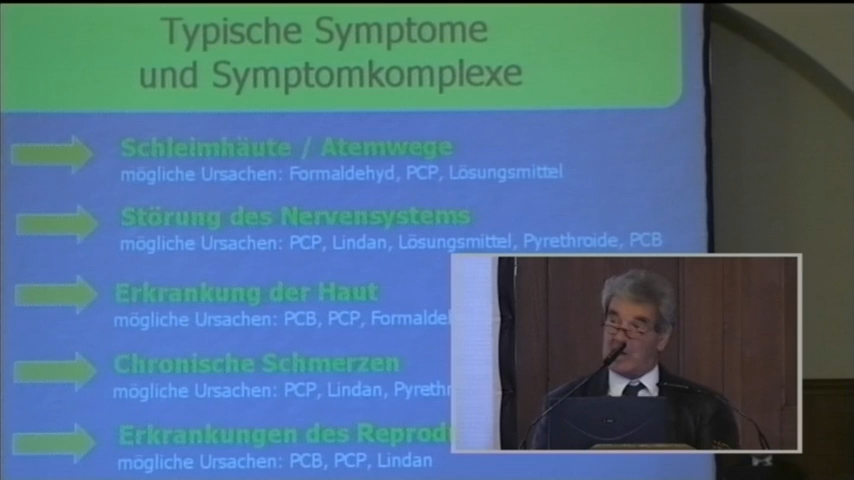 Typische Symptome
und Symptomkomplexe
Schleimhäute / Atemwege
mögliche Ursachen: Formaldehyd, PCP, Lösungsmittel
Störung des Nervensystems
mögliche Ursachen: PCP, Lindan, Lösungsmittel, Pyrethroide, PCB
Erkrankung der Haut
mögliche Ursachen: PCB, PCP,
Chronische Schmerzen
mögliche Ursachen: PCP, Lindan,
Erkrankungen des
mögliche Ursachen: PCB, PCP, Lindan